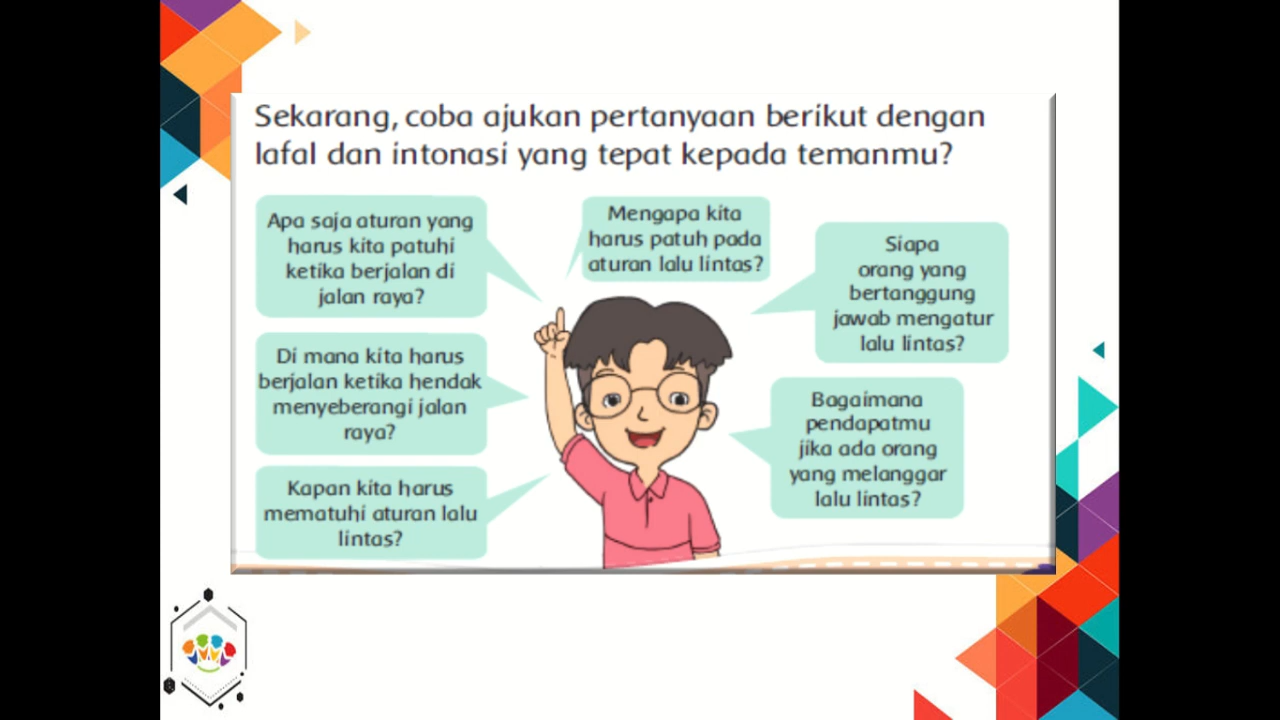 Sekarang, coba ajukan pertanyaan berikut dengan
lafal dan intonasi yang tepat kepada temanmu?
Apa saja aturan yang
harus kita patuhi
ketika berjalan di
jalan raya?
Mengapa kita
harus patuh pada
aturan lalu lintas?
Siapa
orang yang
bertanggung
jawab mengatur
lalu lintas?
Di mana kita harus
berjalan ketika hendak
menyeberangi jalan
raya?
Bagaimana
pendapatmu
jika ada orang
yang melanggar
lalu lintas?
Kapan kita harus
mematuhi aturan lalu
lintas?